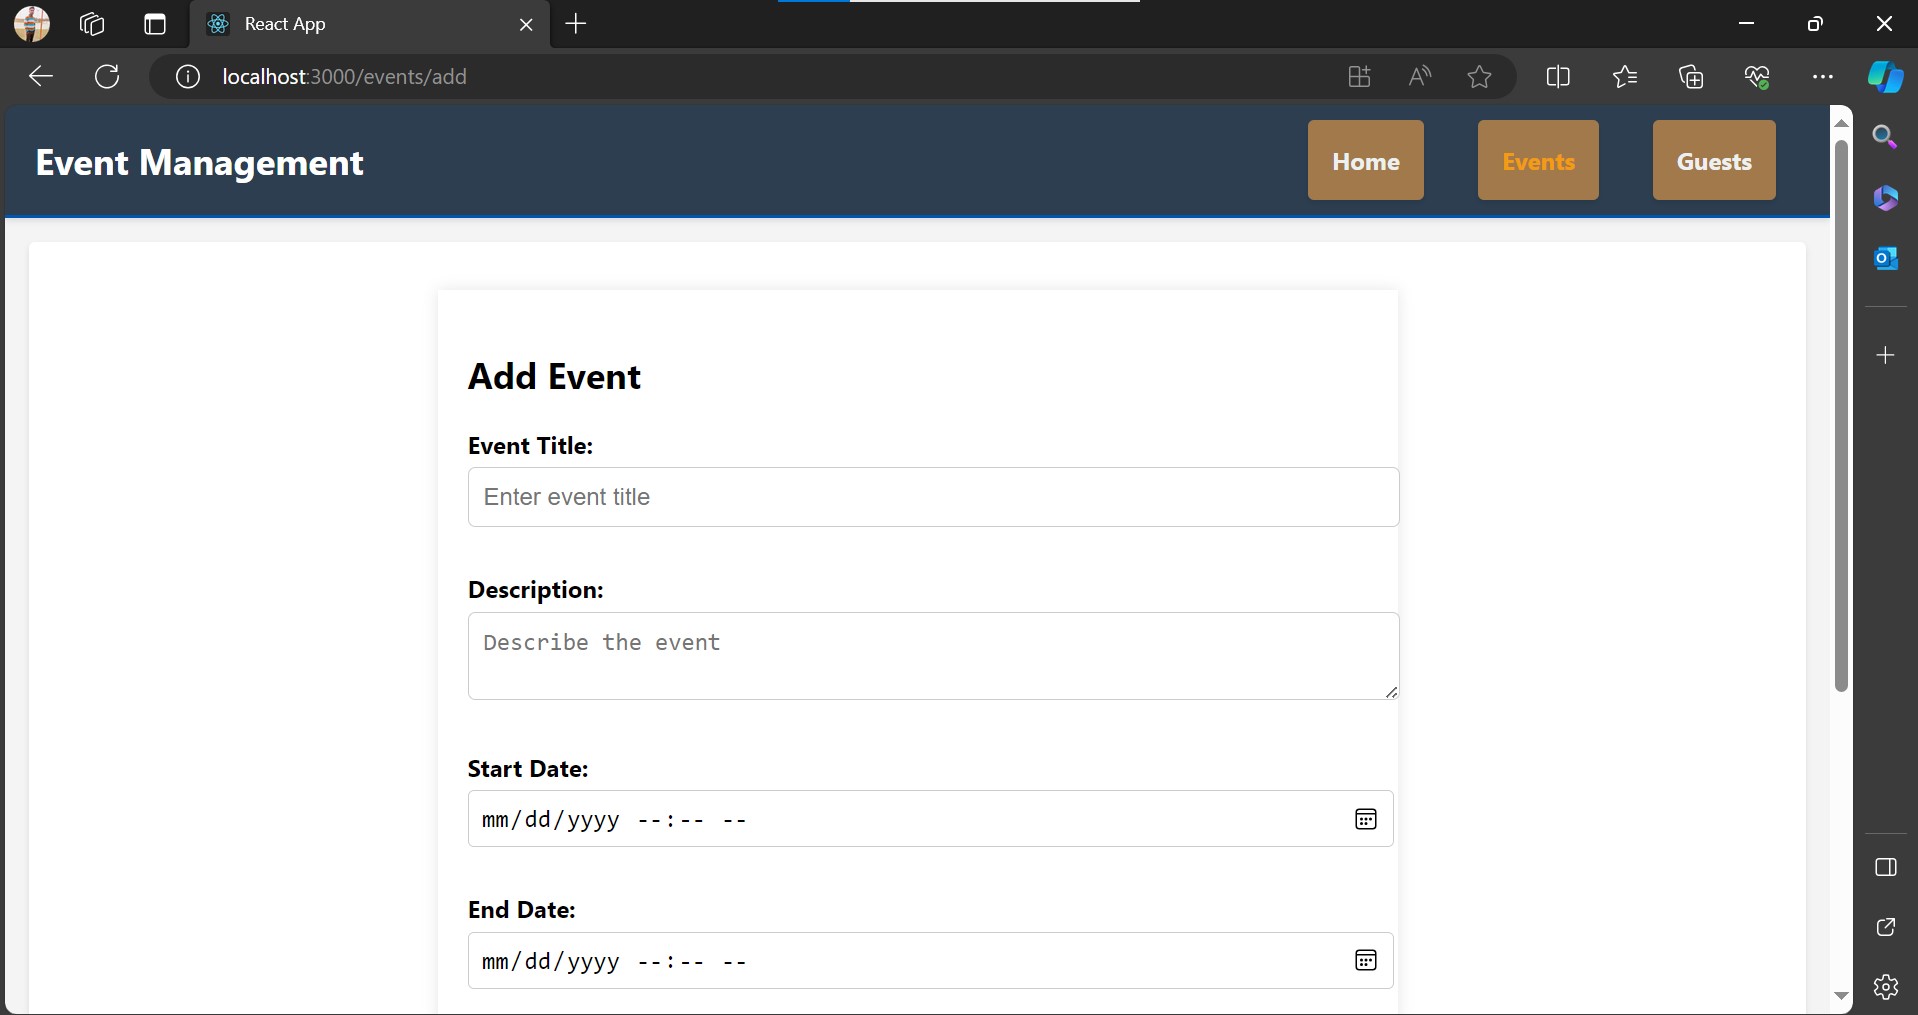 React App
localhost:3000/events/add
Event Management
Home
Events
Guests
Add Event
Event Title:
Enter event title
Description:
Describe the event
Start Date:
mm/dd/yyyy --:-- --
End Date:
mm/dd/yyyy --:-- --